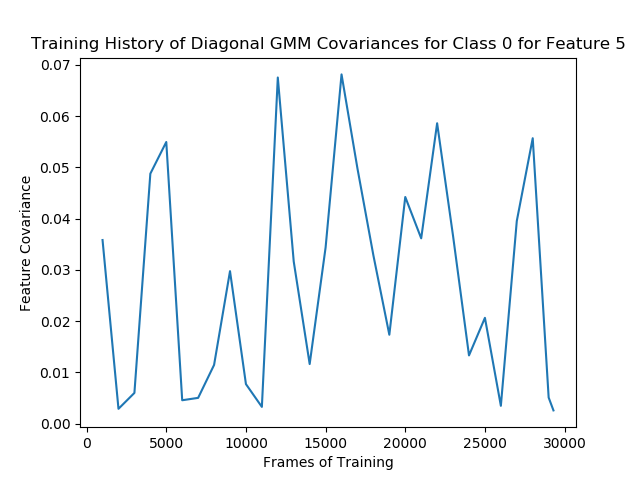 Training History of Diagonal GMM Covariances for Class 0 for Feature 5
0.07
0.06
0.05
0.04
0.03
0.02
0.01
0.00
Feature Covariance
0 5000 10000 15000 20000 25000 30000
Frames of Training